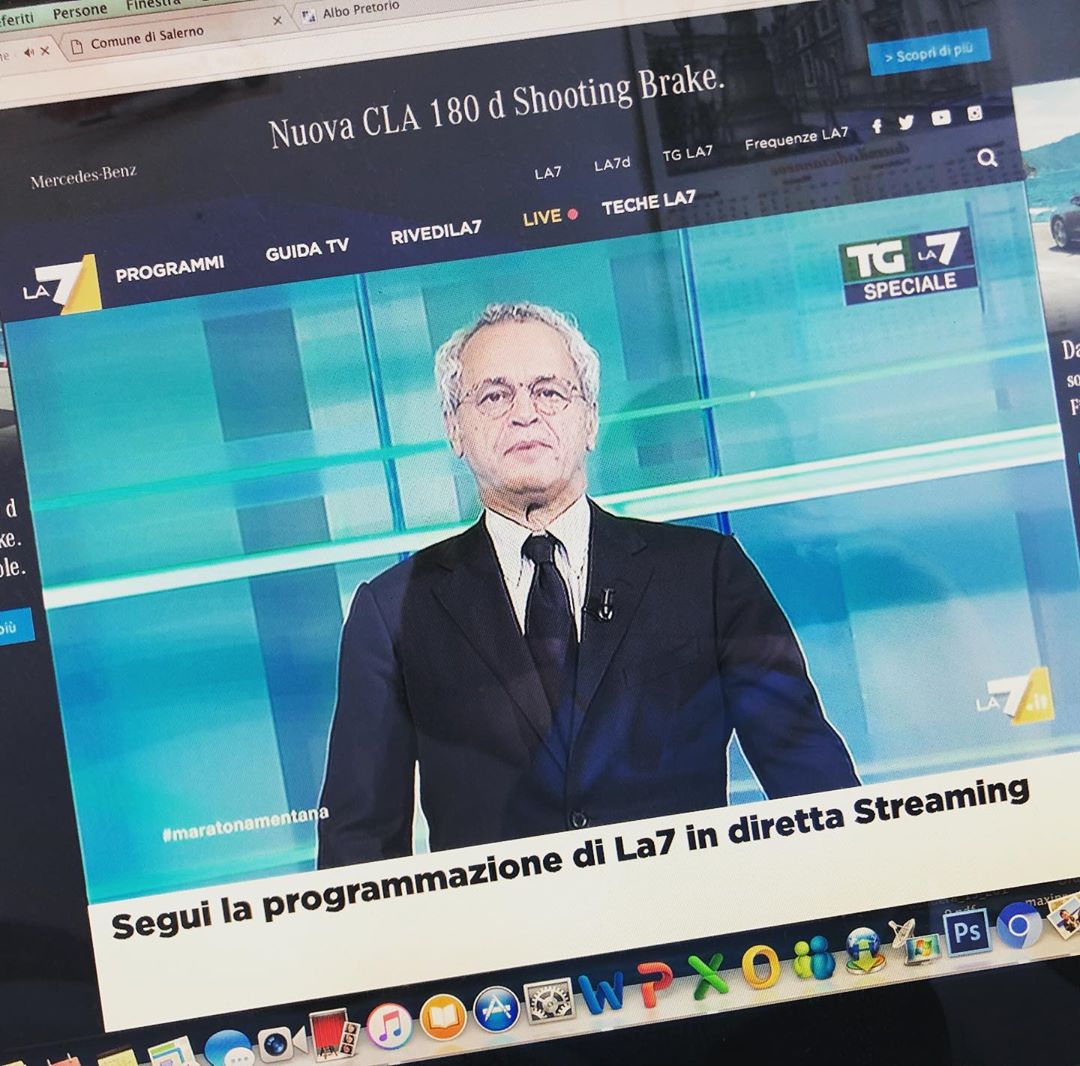 feriti Persone Finestra
Comune di Salerno
Albo Pretorio
Nuova CLA 180 d Shooting Brake.
> Scopri di più
Mercedes-Benz
LA7 LA7d TG LA7 Frequenze LA7
LA7 PROGRAMMI GUIDA TV RIVEDILA7 LIVE TECHE LA7
TG LA7
SPECIALE
d
ke.
ole.
più
Da
so
F
LA7.it
#maratonamentana
Segui la programmazione di La7 in diretta Streaming
Ps